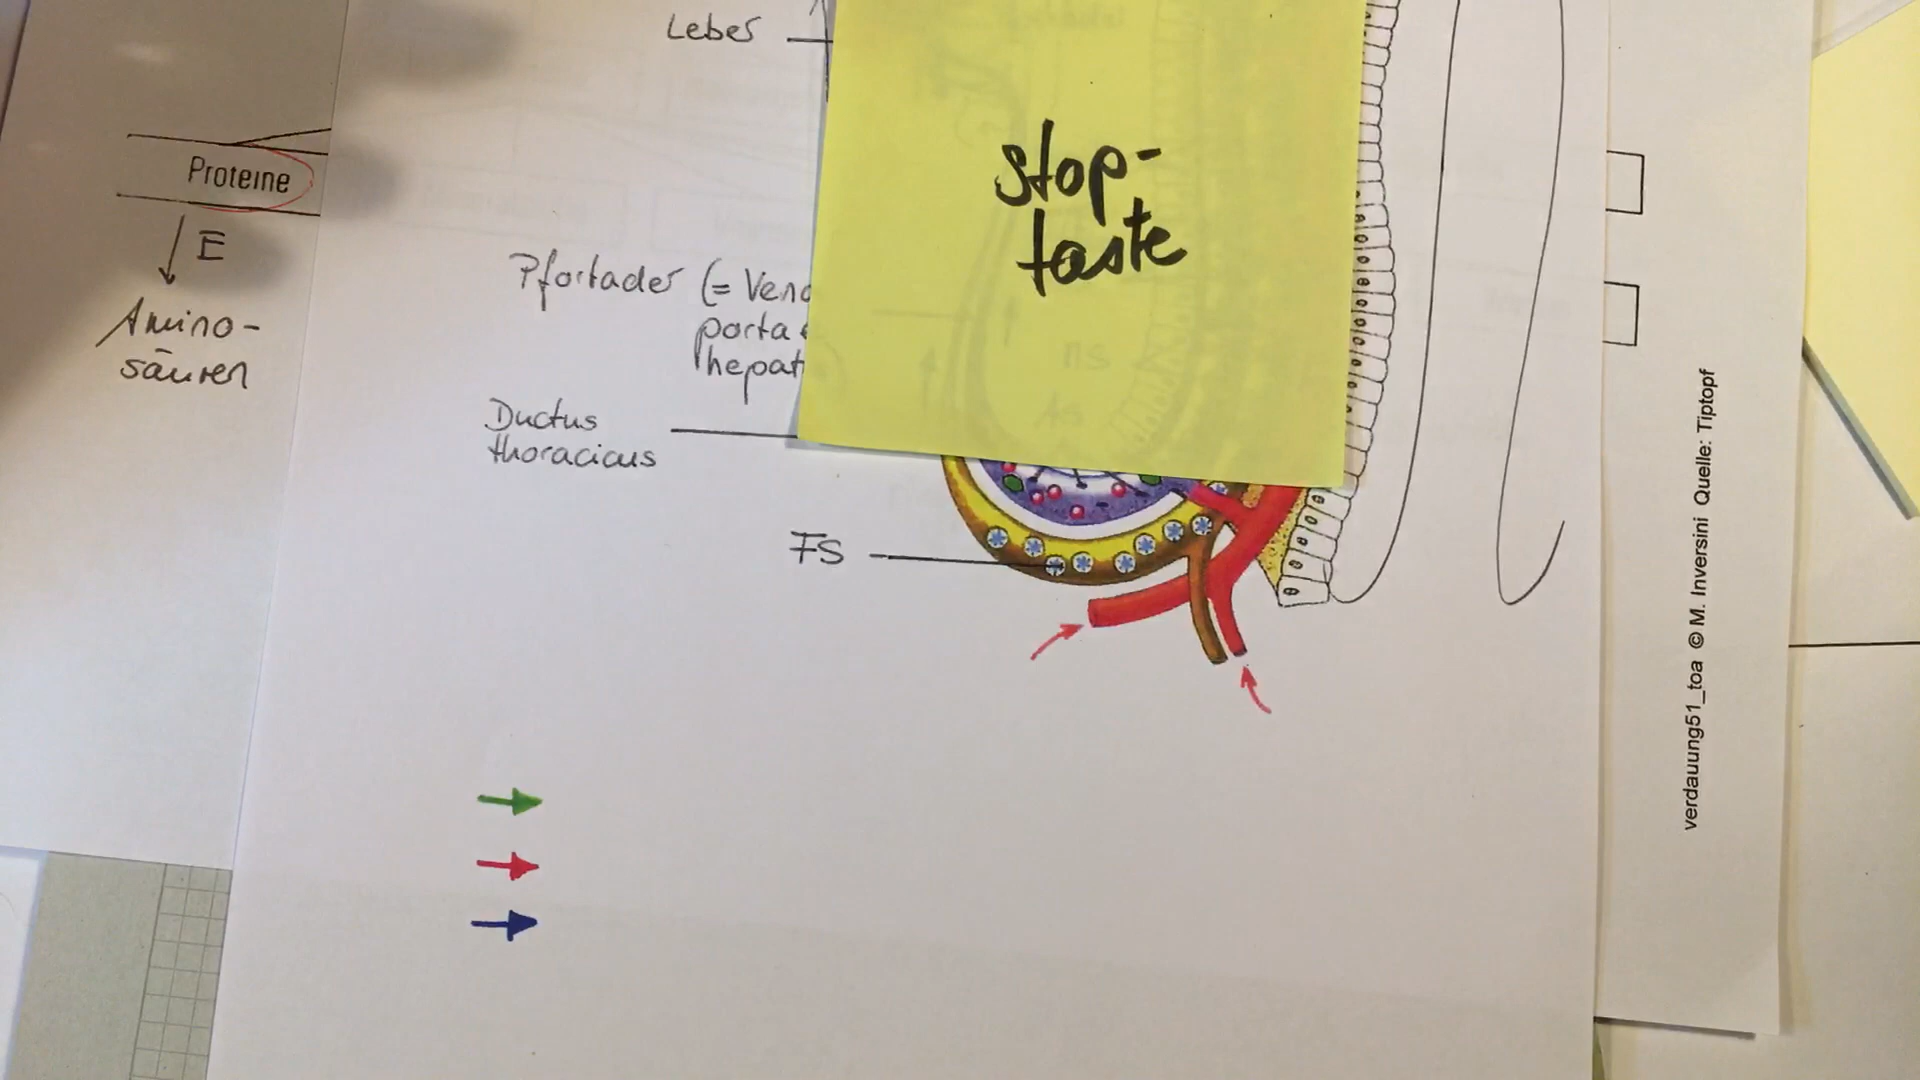 Leber
stop-
taste
Proteine
E
Amino-
säuren
Pfortader (= Vena
porta
hepat
Ductus
thoracicus
FS
verdauung51_toa © M. Inversini Quelle: Tiptopf